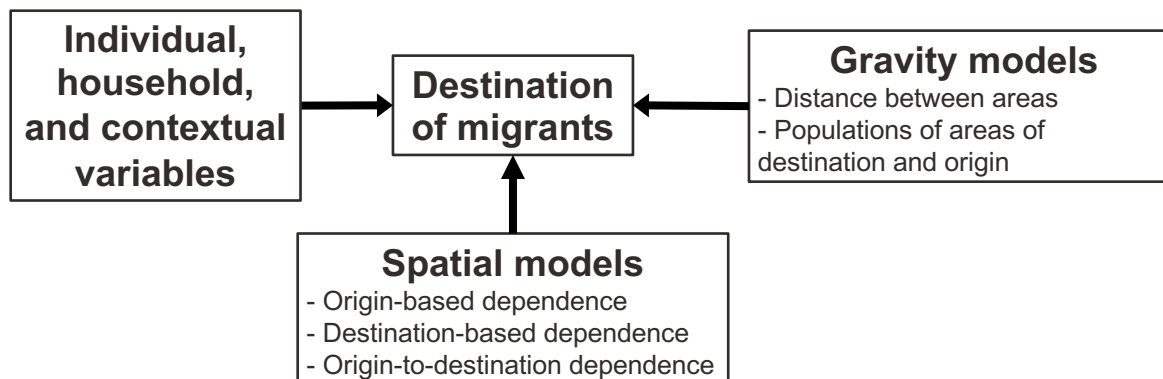 Individual,
household,
and contextual
variables
Destination
of migrants
Gravity models
- Distance between areas
- Populations of areas of
destination and origin
Spatial models
- Origin-based dependence
- Destination-based dependence
- Origin-to-destination dependence